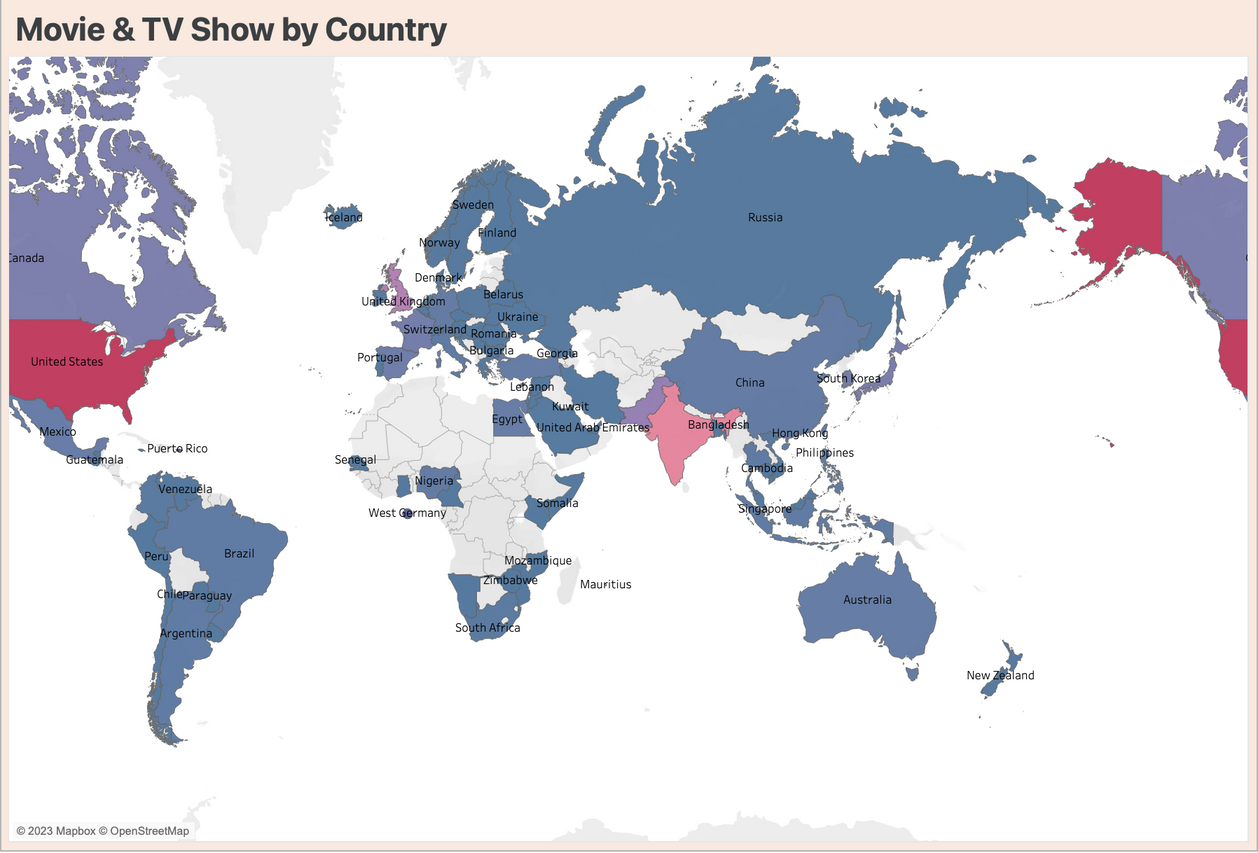 Movie & TV Show by Country
Sweden
Iceland
Russia
Finland
Norway
Canada
Denmark
Belarus
United Kingdom
Ukraine
Switzerland
Romania
Bulgaria
Georgia
Portugal
United States
South Korea
China
Lebanon
Kuwait
Egypt
United Arab Emirates
Bangladesh
Mexico
Hong Kong
Puerto Rico
Philippines
Guatemala
Senegal
Cambodia
Nigeria
Venezuela
Somalia
Singapore
West Germany
Brazil
Peru
Mozambique
Zimbabwe
Mauritius
Chile
Paraguay
Australia
South Africa
Argentina
New Zealand
© 2023 Mapbox © OpenStreetMap